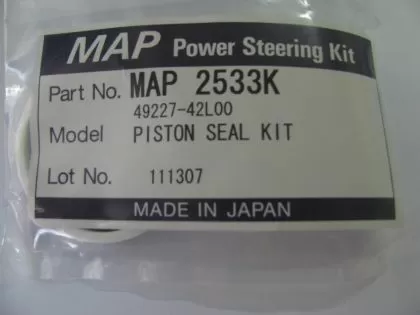 MAP Power Steering Kit
Part No. MAP 2533K
49227-42L00
Model PISTON SEAL KIT
Lot No. 111307
MADE IN JAPAN